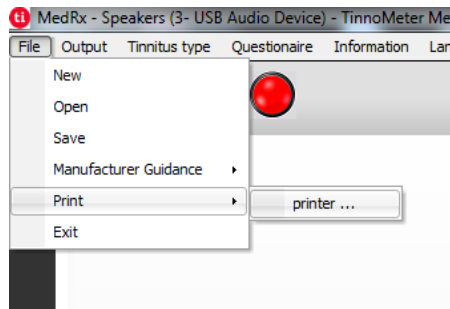 ti MedRx - Speakers (3- USB Audio Device) - TinnoMeter Me
File Output Tinnitus type Questionaire Information Lan
New
Open
Save
Manufacturer Guidance
Print
printer ...
Exit